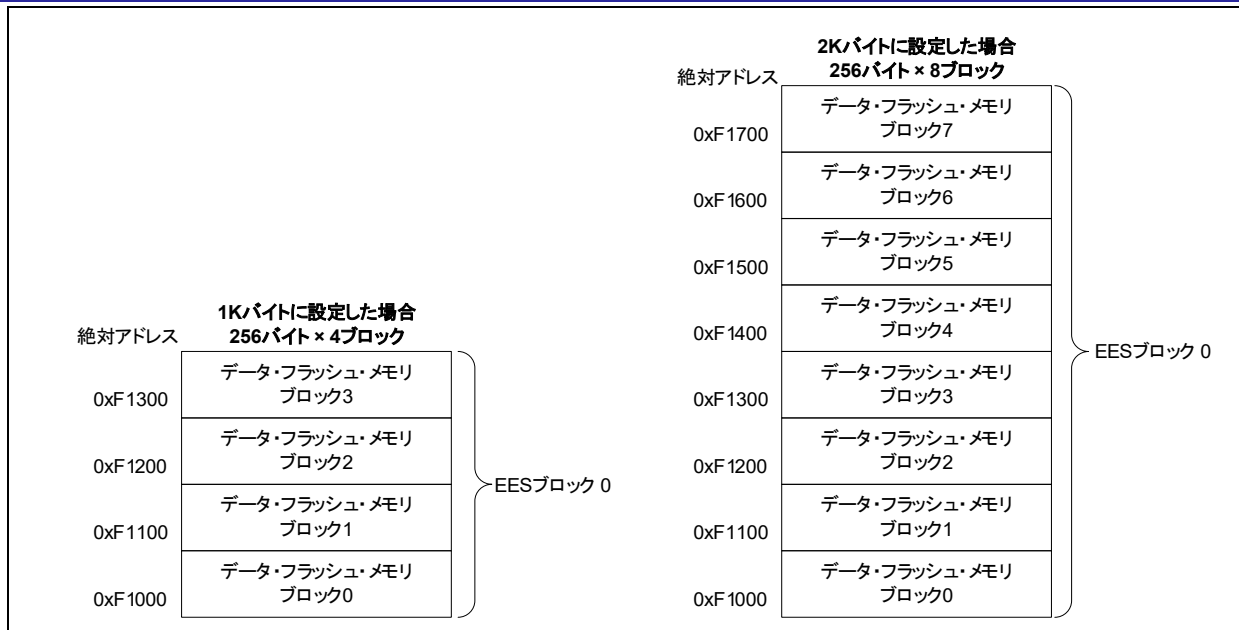 1Kバイトに設定した場合
256バイト × 4ブロック
絶対アドレス
データ・フラッシュ・メモリ
ブロック3
0xF1300
データ・フラッシュ・メモリ
ブロック2
0xF1200
データ・フラッシュ・メモリ
ブロック1
0xF1100
データ・フラッシュ・メモリ
ブロック0
0xF1000
EESブロック 0
2Kバイトに設定した場合
256バイト × 8ブロック
絶対アドレス
データ・フラッシュ・メモリ
ブロック7
0xF1700
データ・フラッシュ・メモリ
ブロック6
0xF1600
データ・フラッシュ・メモリ
ブロック5
0xF1500
データ・フラッシュ・メモリ
ブロック4
0xF1400
データ・フラッシュ・メモリ
ブロック3
0xF1300
データ・フラッシュ・メモリ
ブロック2
0xF1200
データ・フラッシュ・メモリ
ブロック1
0xF1100
データ・フラッシュ・メモリ
ブロック0
0xF1000
EESブロック 0